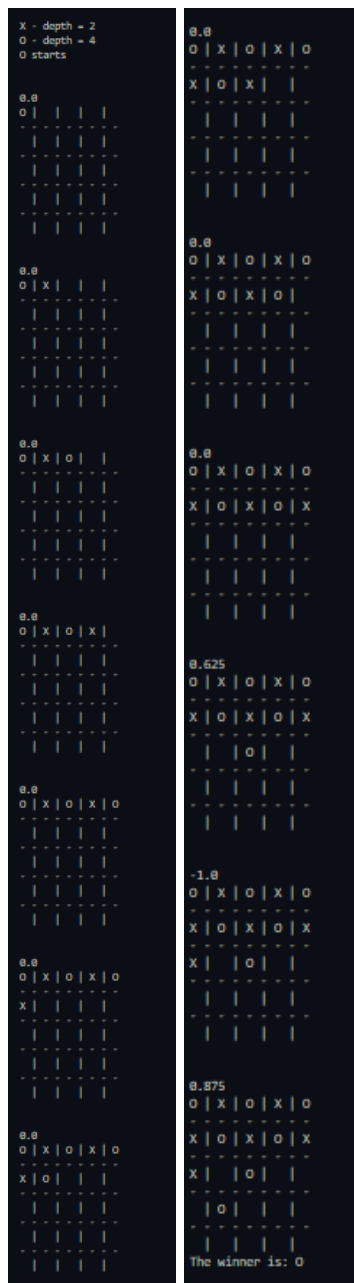 X - depth = 2
O - depth = 4
O starts
0.0
O |   |   |   |
- - - - - - - - -
  |   |   |   |
- - - - - - - - -
  |   |   |   |
- - - - - - - - -
  |   |   |   |
- - - - - - - - -
  |   |   |   |
0.0
O | X |   |   |
- - - - - - - - -
  |   |   |   |
- - - - - - - - -
  |   |   |   |
- - - - - - - - -
  |   |   |   |
- - - - - - - - -
  |   |   |   |
0.0
O | X | O |   |
- - - - - - - - -
  |   |   |   |
- - - - - - - - -
  |   |   |   |
- - - - - - - - -
  |   |   |   |
- - - - - - - - -
  |   |   |   |
0.0
O | X | O | X |
- - - - - - - - -
  |   |   |   |
- - - - - - - - -
  |   |   |   |
- - - - - - - - -
  |   |   |   |
- - - - - - - - -
  |   |   |   |
0.0
O | X | O | X | O
- - - - - - - - -
  |   |   |   |
- - - - - - - - -
  |   |   |   |
- - - - - - - - -
  |   |   |   |
- - - - - - - - -
  |   |   |   |
0.0
O | X | O | X | O
- - - - - - - - -
X |   |   |   |
- - - - - - - - -
  |   |   |   |
- - - - - - - - -
  |   |   |   |
- - - - - - - - -
  |   |   |   |
0.0
O | X | O | X | O
- - - - - - - - -
X | O |   |   |
- - - - - - - - -
  |   |   |   |
- - - - - - - - -
  |   |   |   |
- - - - - - - - -
  |   |   |   |
0.0
O | X | O | X | O
- - - - - - - - -
X | O | X |   |
- - - - - - - - -
  |   |   |   |
- - - - - - - - -
  |   |   |   |
- - - - - - - - -
  |   |   |   |
0.0
O | X | O | X | O
- - - - - - - - -
X | O | X | O |
- - - - - - - - -
  |   |   |   |
- - - - - - - - -
  |   |   |   |
- - - - - - - - -
  |   |   |   |
0.0
O | X | O | X | O
- - - - - - - - -
X | O | X | O | X
- - - - - - - - -
  |   |   |   |
- - - - - - - - -
  |   |   |   |
- - - - - - - - -
  |   |   |   |
0.625
O | X | O | X | O
- - - - - - - - -
X | O | X | O | X
- - - - - - - - -
  |   | O |   |
- - - - - - - - -
  |   |   |   |
- - - - - - - - -
  |   |   |   |
-1.0
O | X | O | X | O
- - - - - - - - -
X | O | X | O | X
- - - - - - - - -
X |   | O |   |
- - - - - - - - -
  |   |   |   |
- - - - - - - - -
  |   |   |   |
0.875
O | X | O | X | O
- - - - - - - - -
X | O | X | O | X
- - - - - - - - -
X |   | O |   |
- - - - - - - - -
  | O |   |   |
- - - - - - - - -
  |   |   |   |
The winner is: O